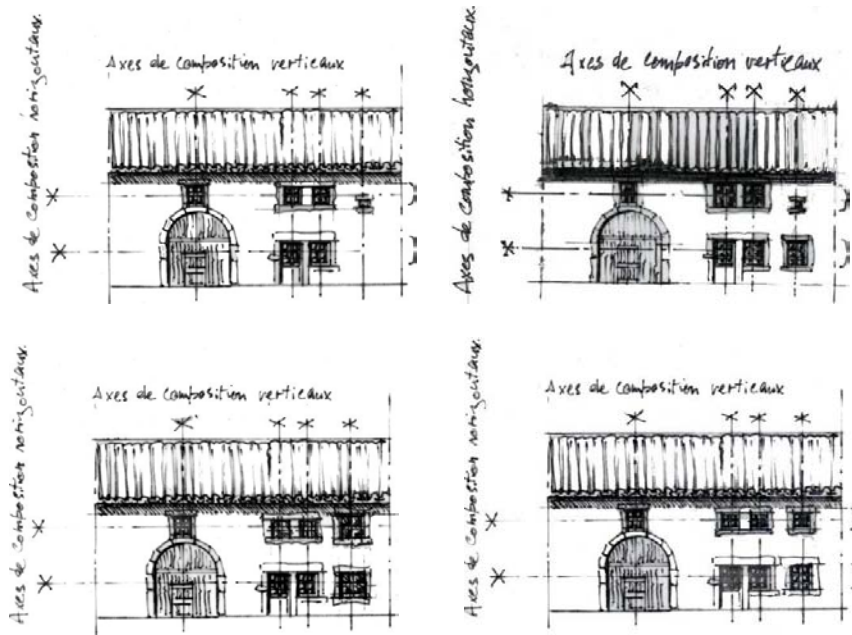 Axes de composition verticaux
Axes de composition horizontaux.
Axes de composition verticaux
Axes de composition horizontaux.
Axes de composition verticaux
Axes de composition horizontaux.
Axes de composition verticaux
Axes de composition horizontaux.